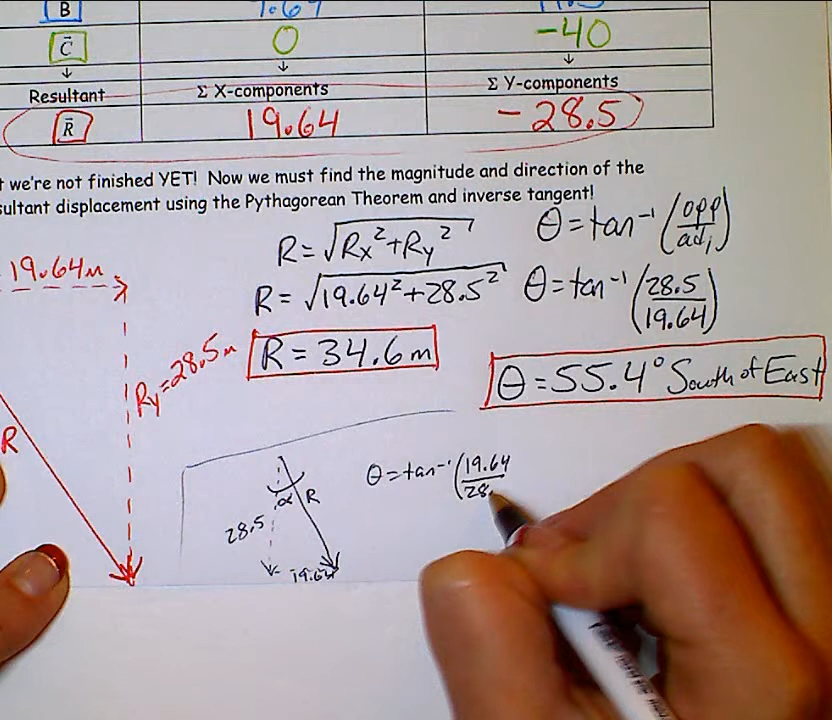 B
C
0
-40
↓ ↓ ↓
Resultant Σ X-components Σ Y-components
R 19.64 -28.5
we're not finished YET! Now we must find the magnitude and direction of the
displacement using the Pythagorean Theorem and inverse tangent!
R = √Rx² + Ry²
θ = tan⁻¹ (opp/adj)
19.64m
R = √19.64² + 28.5²
θ = tan⁻¹ (28.5/19.64)
Ry = 28.5m
R = 34.6m
θ = 55.4° South of East
R
θ = tan⁻¹ (19.64/28.
α R
28.5
19.64